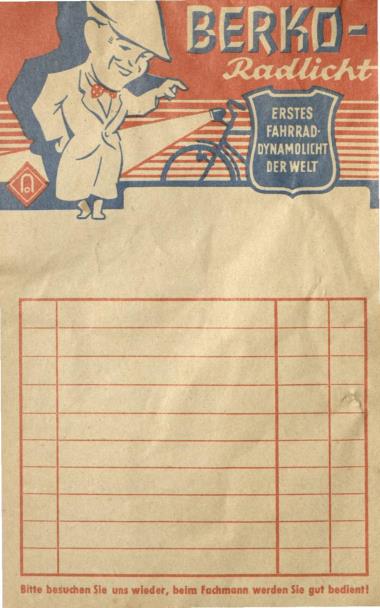 BERKO-
Radlicht
ERSTES
FAHRRAD-
DYNAMOLICHT
DER WELT
Bitte besuchen Sie uns wieder, beim Fachmann werden Sie gut bedient!